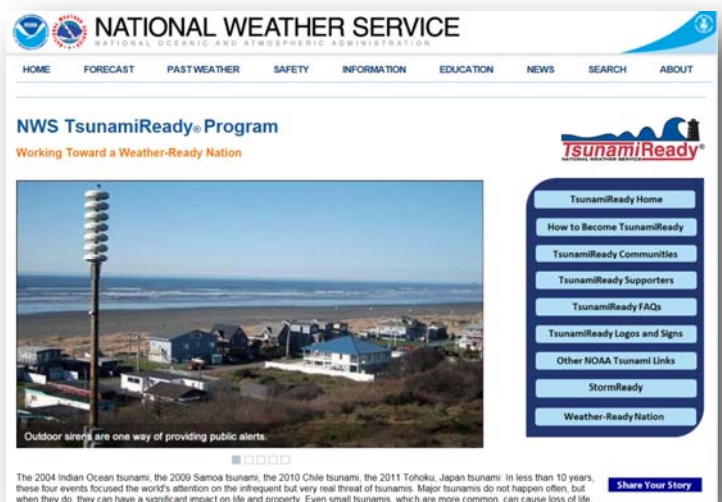 NATIONAL WEATHER SERVICE
NATIONAL OCEANIC AND ATMOSPHERIC ADMINISTRATION
HOME FORECAST PAST WEATHER SAFETY INFORMATION EDUCATION NEWS SEARCH ABOUT
NWS TsunamiReady® Program
Working Toward a Weather-Ready Nation
TsunamiReady®
NATIONAL WEATHER SERVICE
TsunamiReady Home
How to Become TsunamiReady
TsunamiReady Communities
TsunamiReady Supporters
TsunamiReady FAQs
TsunamiReady Logos and Signs
Other NOAA Tsunami Links
StormReady
Weather-Ready Nation
Outdoor sirens are one way of providing public alerts.
The 2004 Indian Ocean tsunami, the 2009 Samoa tsunami, the 2010 Chile tsunami, the 2011 Tohoku, Japan tsunami: In less than 10 years,
these four events focused the world's attention on the infrequent but very real threat of tsunamis. Major tsunamis do not happen often, but
when they do, they can have a significant impact on life and property. Even small tsunamis, which are more common, can cause loss of life
Share Your Story